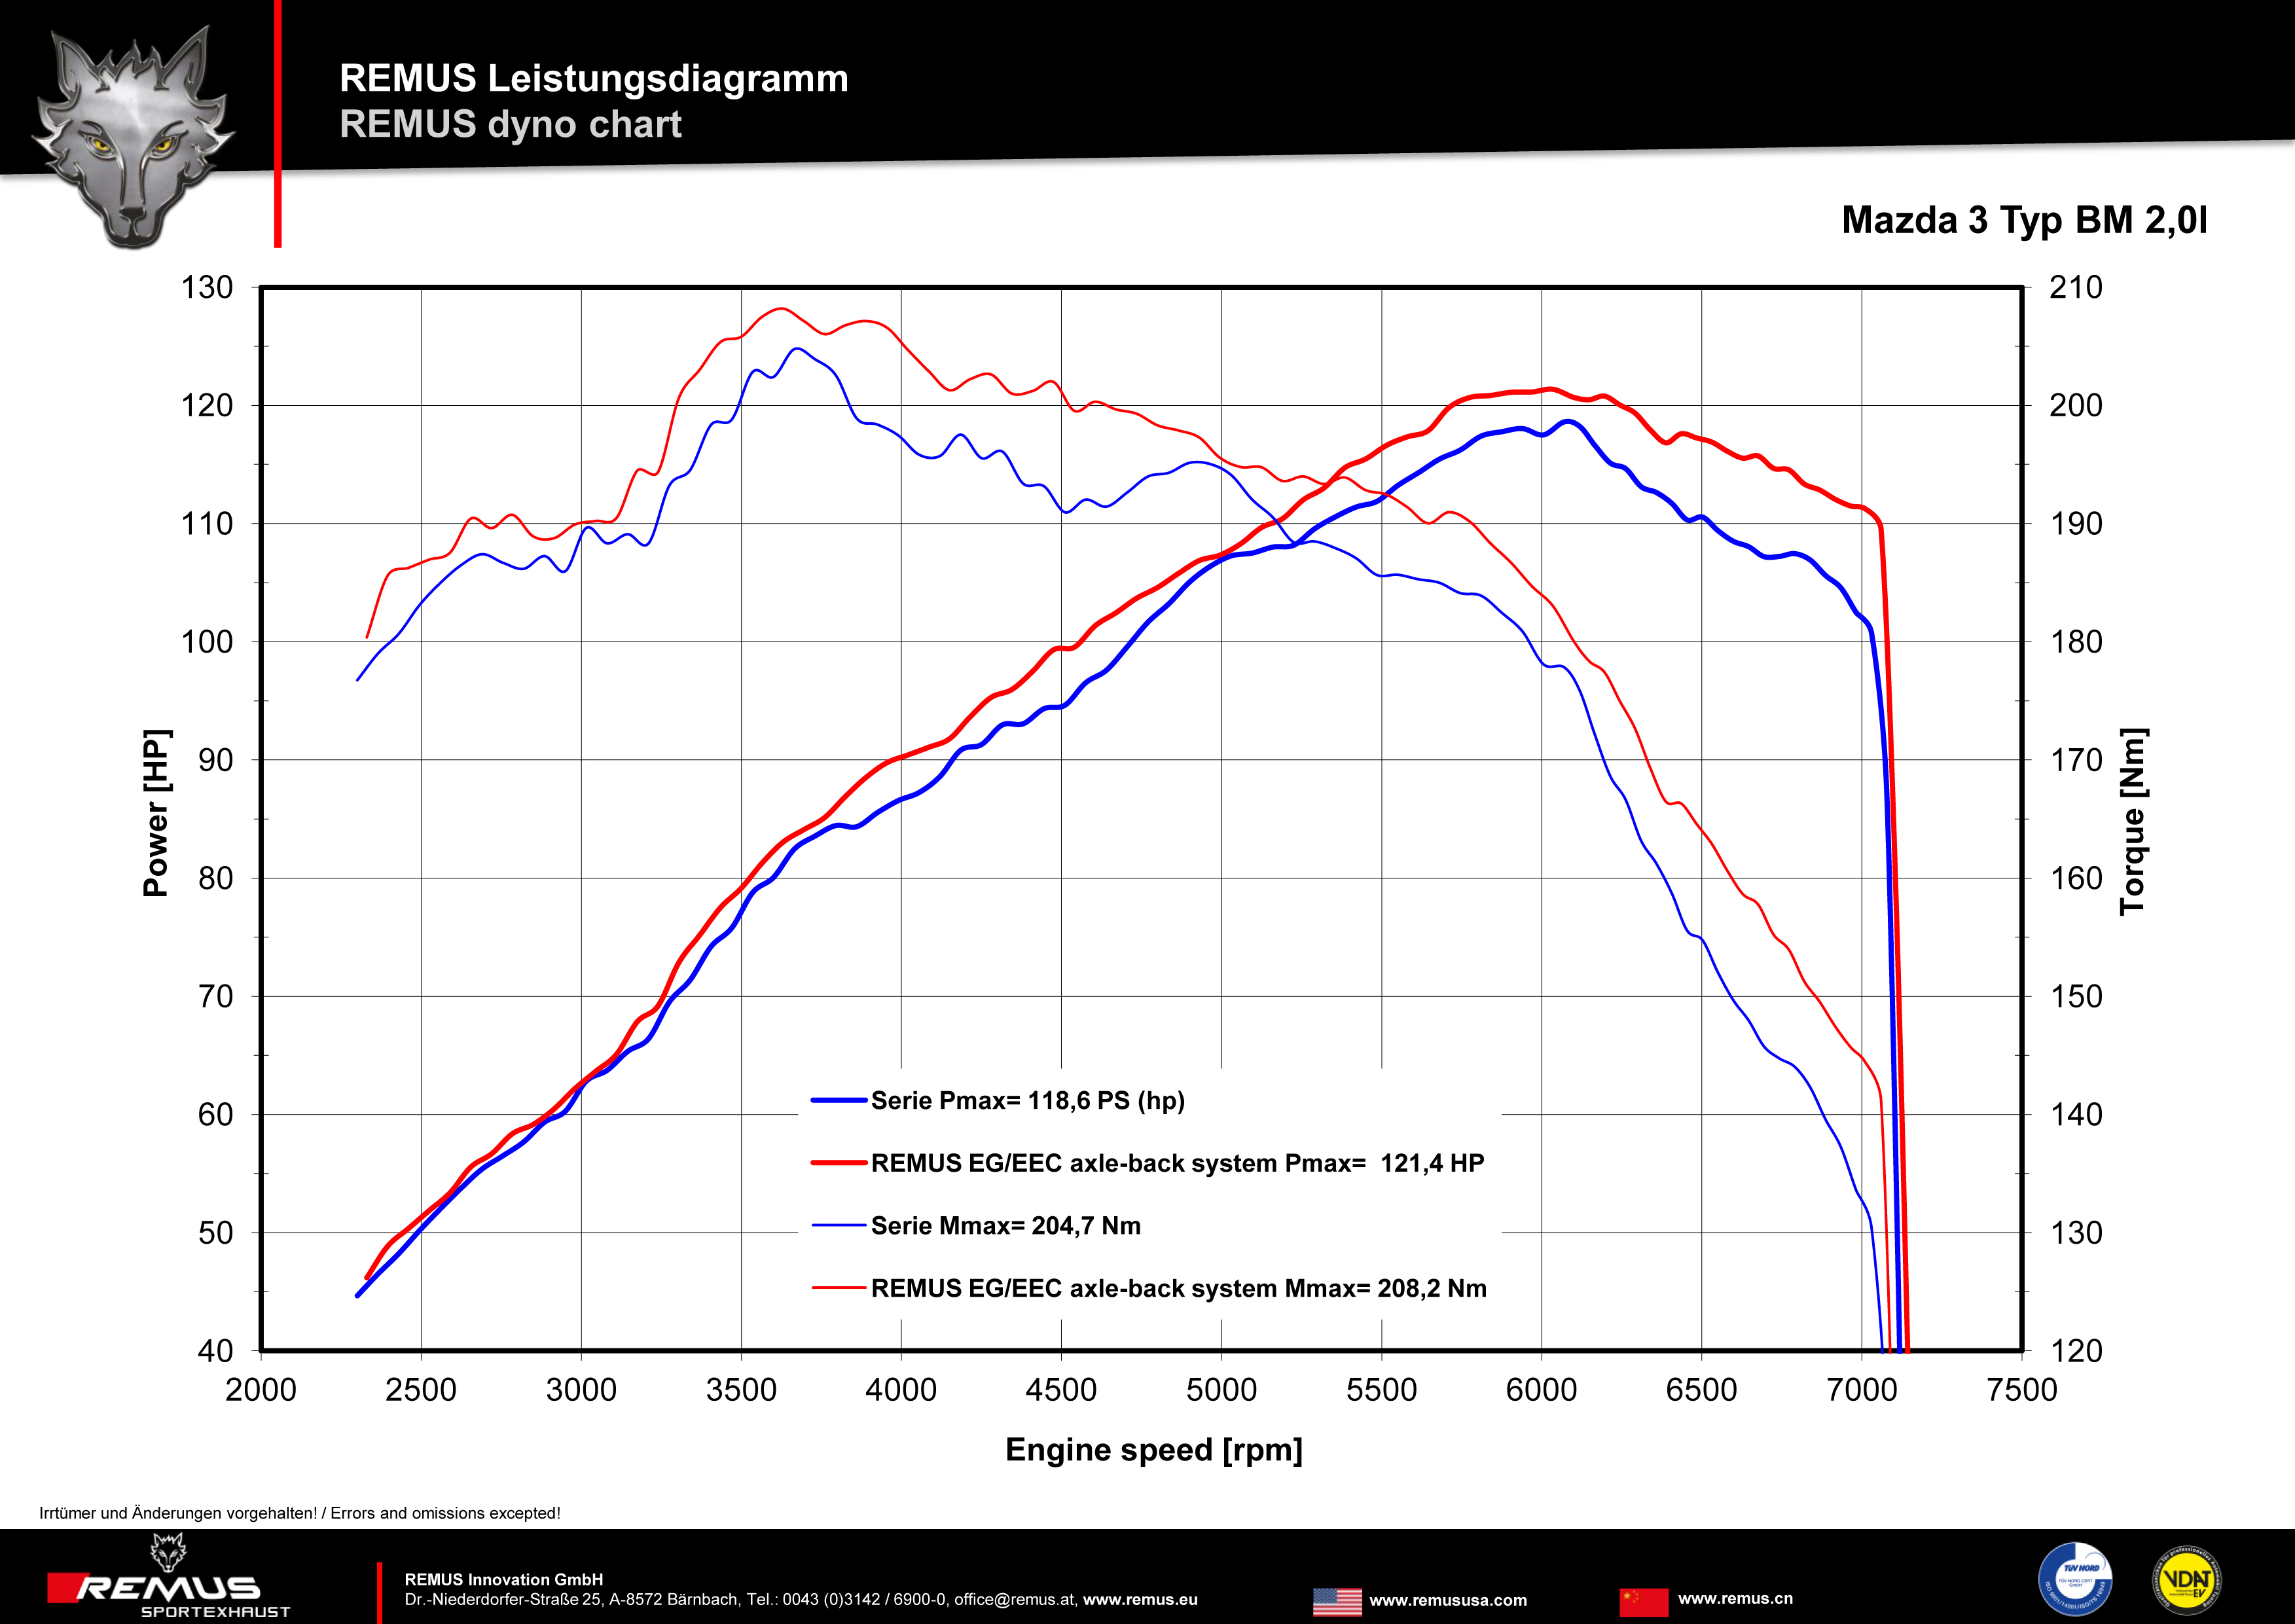 REMUS Leistungsdiagramm
REMUS dyno chart
Mazda 3 Typ BM 2,0l
130
120
110
100
90
80
70
60
50
40
Power [HP]
210
200
190
180
170
160
150
140
130
120
Torque [Nm]
Serie Pmax= 118,6 PS (hp)
REMUS EG/EEC axle-back system Pmax=  121,4 HP
Serie Mmax= 204,7 Nm
REMUS EG/EEC axle-back system Mmax= 208,2 Nm
2000 2500 3000 3500 4000 4500 5000 5500 6000 6500 7000 7500
Engine speed [rpm]
Irrtümer und Änderungen vorgehalten! / Errors and omissions excepted!
REMUS
SPORTEXHAUST
REMUS Innovation GmbH
Dr.-Niederdorfer-Straße 25, A-8572 Bärnbach, Tel.: 0043 (0)3142 / 6900-0, office@remus.at, www.remus.eu
www.remususa.com
www.remus.cn
TÜV NORD
TÜV NORD CERT
GmbH
VDAT
EV